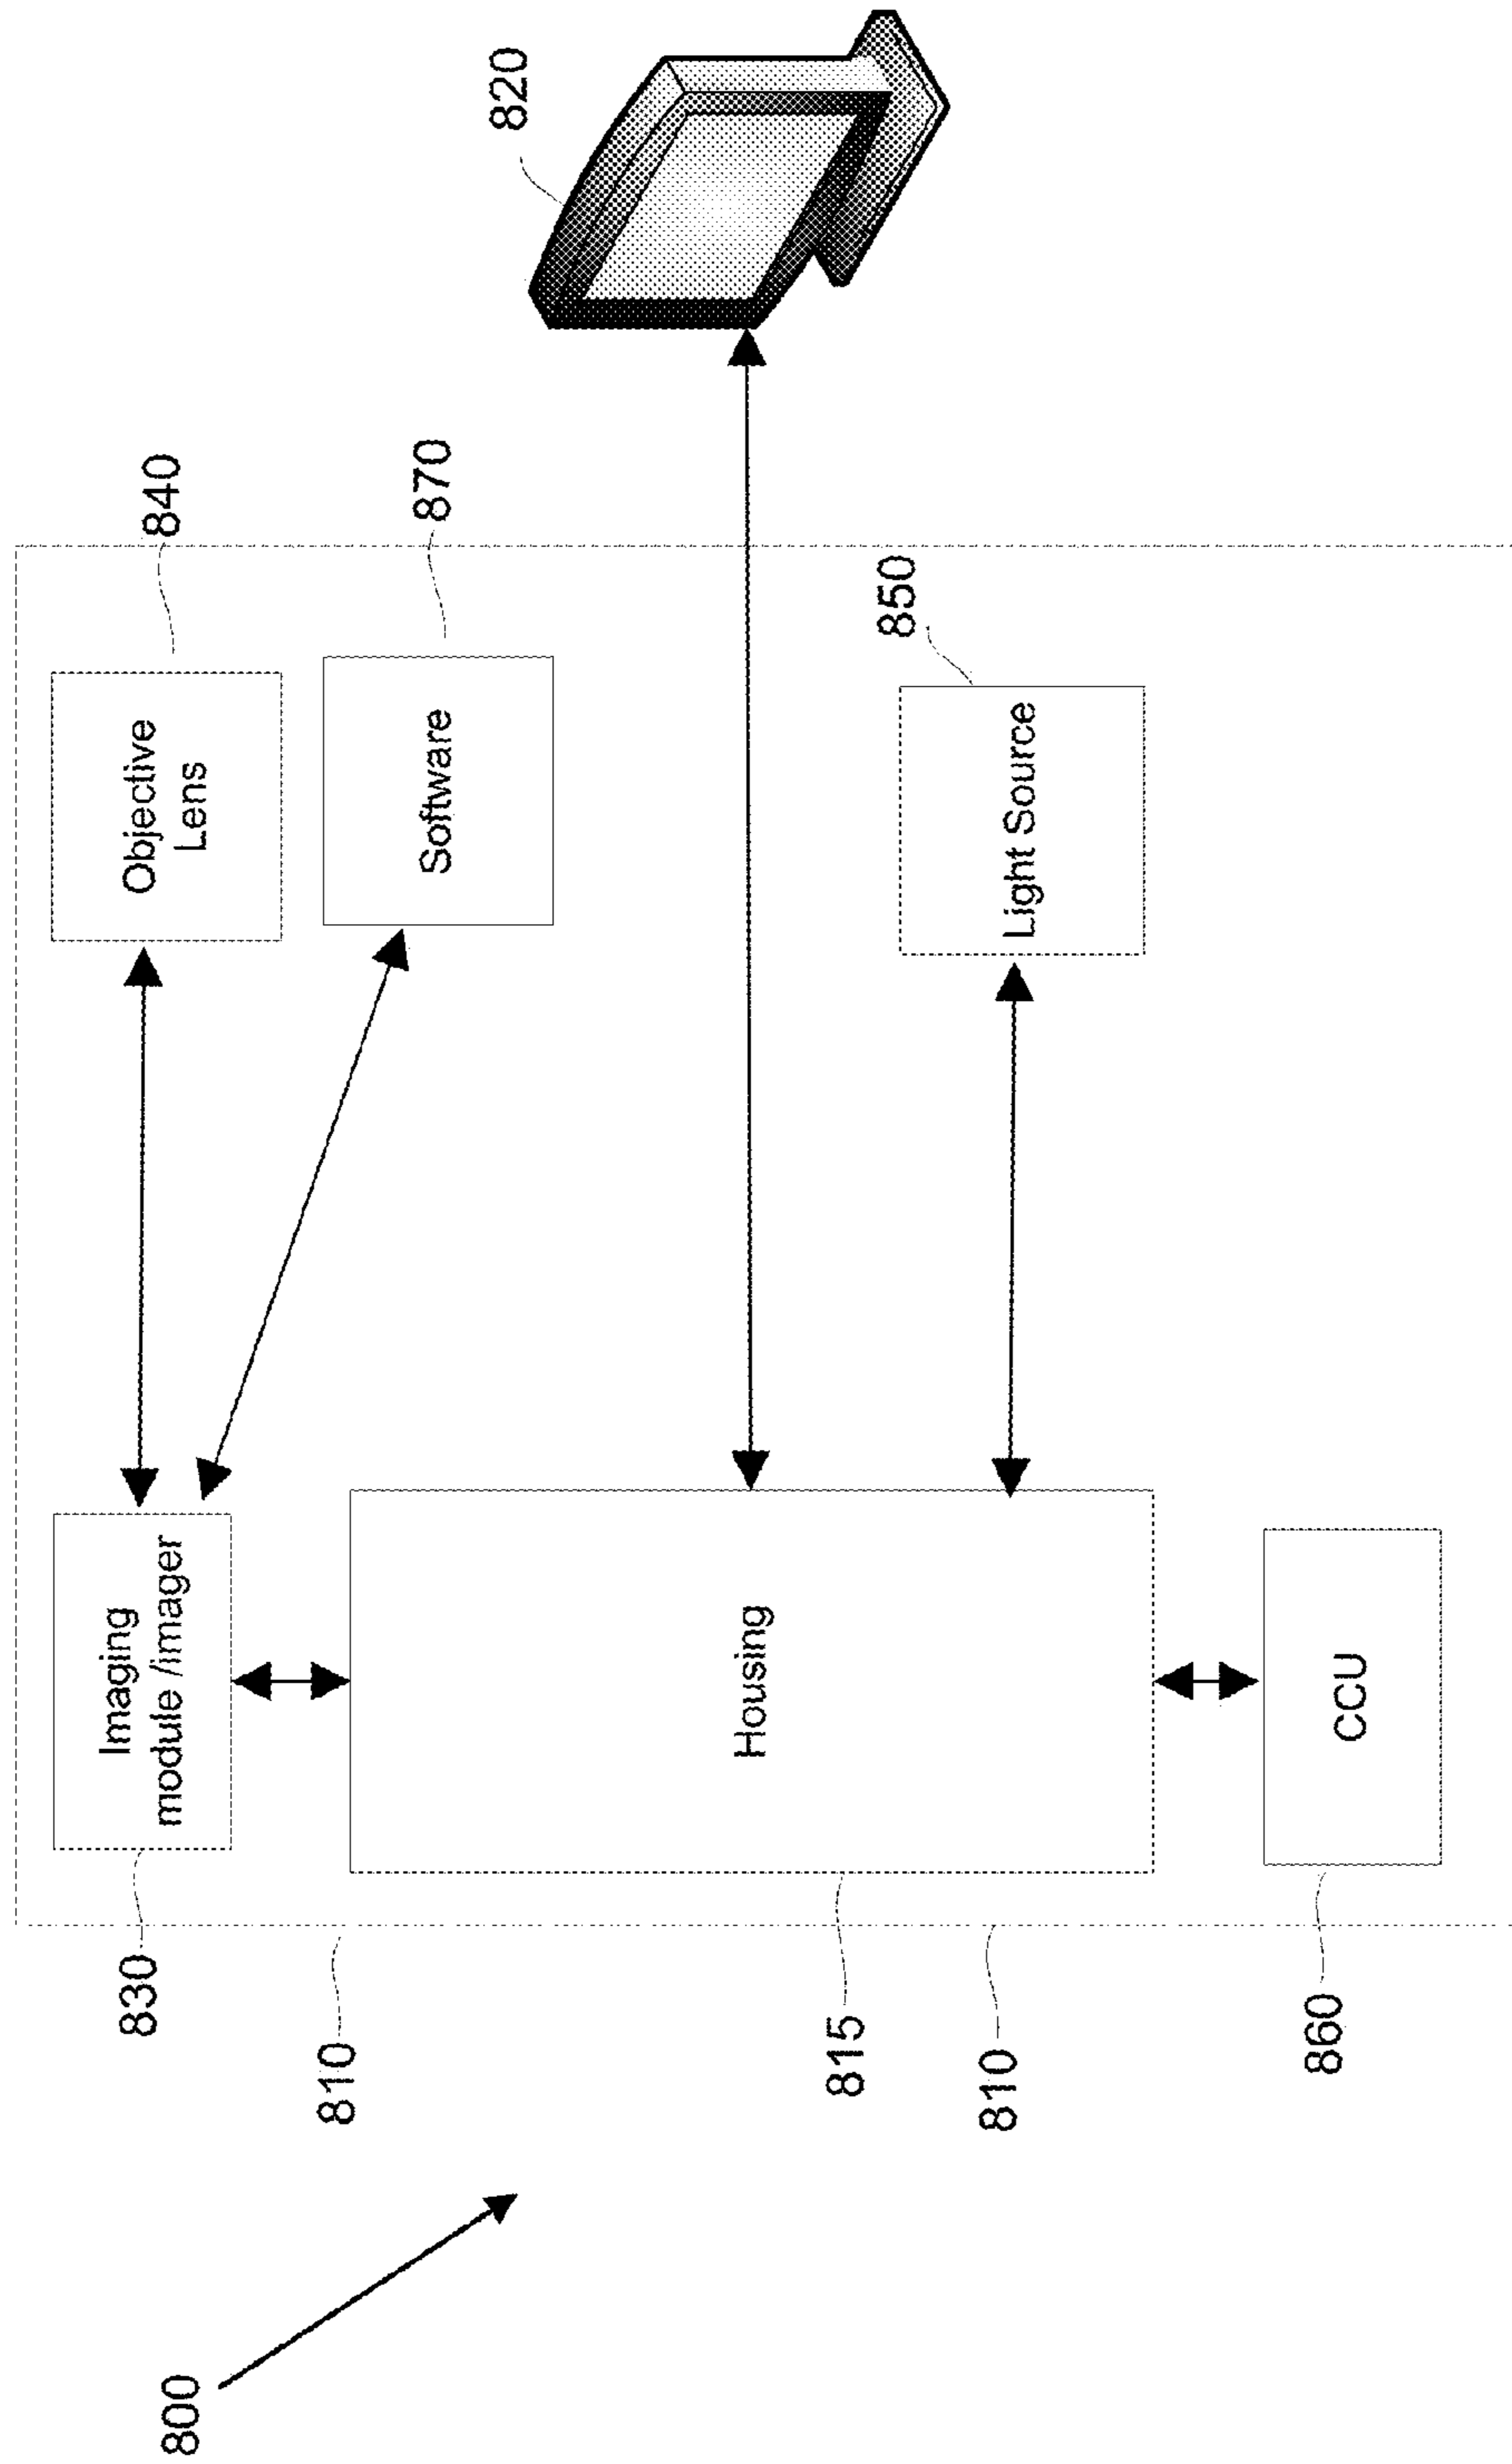 800
830
Imaging
module /imager
Objective
Lens
840
810
Software
870
820
Housing
815
810
Light Source
850
860
CCU